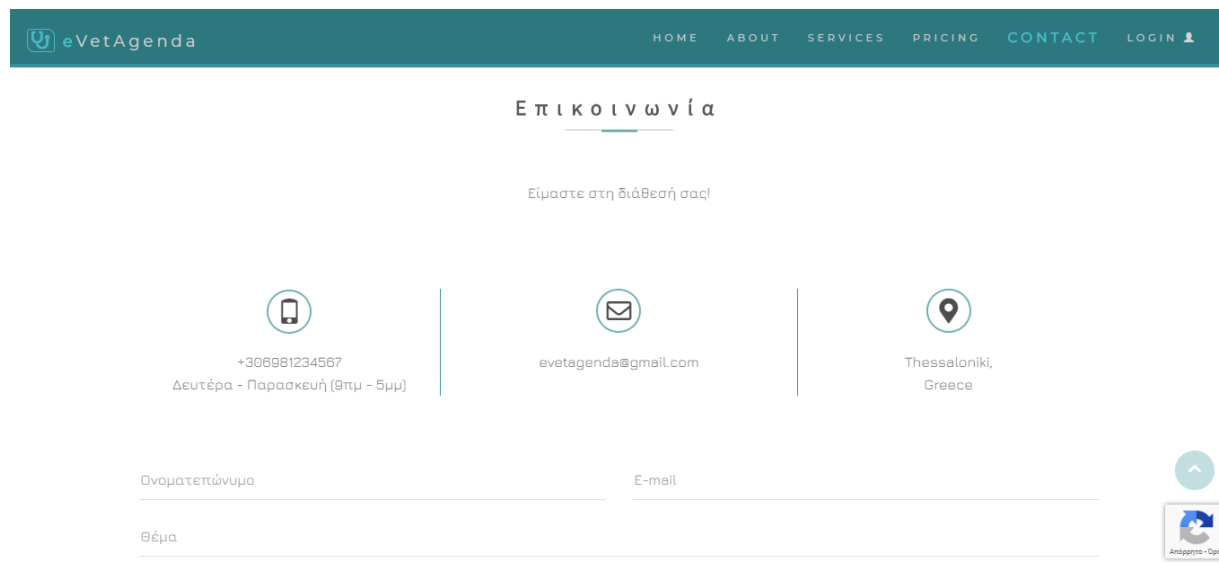 eVetAgenda
HOME ABOUT SERVICES PRICING CONTACT LOGIN
Επικοινωνία
Είμαστε στη διάθεσή σας!
+306981234567
Δευτέρα - Παρασκευή (9πμ - 5μμ)
evetagenda@gmail.com
Thessaloniki,
Greece
Ονοματεπώνυμο
E-mail
Θέμα
Απόρρητο -